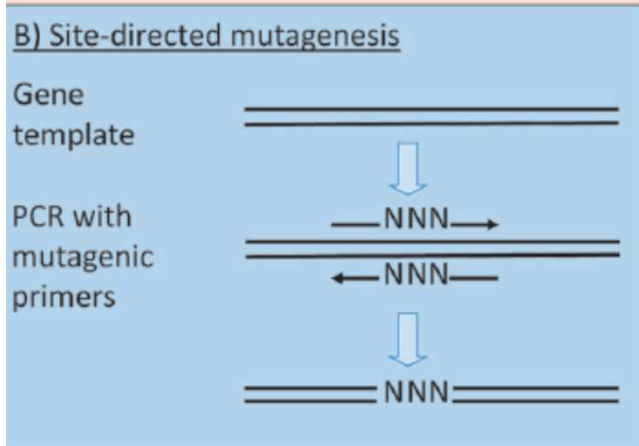 B) Site-directed mutagenesis
Gene
template
PCR with
mutagenic
primers
NNN
NNN
NNN